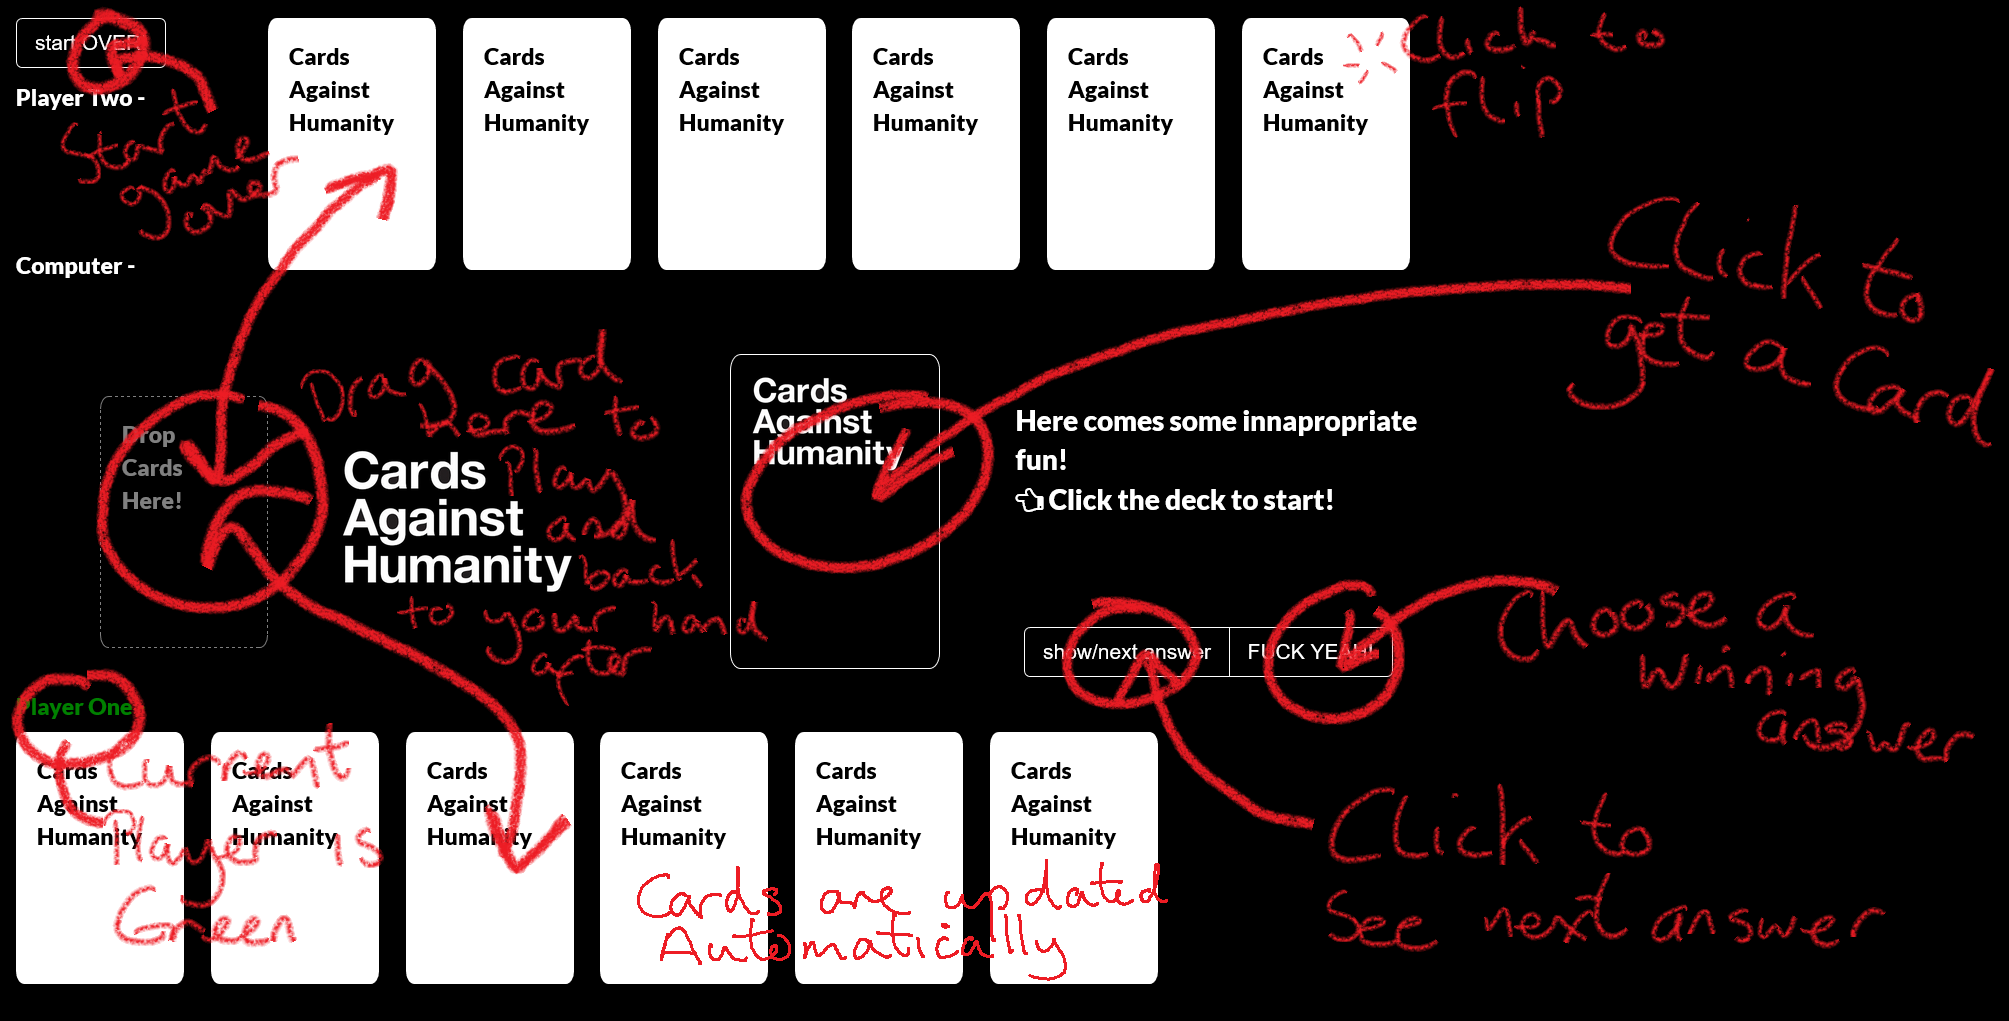 start OVER
Player Two -
Start
game
over
Computer -
Cards
Against
Humanity
Cards
Against
Humanity
Cards
Against
Humanity
Cards
Against
Humanity
Cards
Against
Humanity
Cards
Against
Humanity
Click to
flip
Click to
get a Card
Drop
Cards
Here!
Drag card
Here to
Play
and
back
to your hand
after
Cards
Against
Humanity
Cards
Against
Humanity
Here comes some innapropriate
fun!
Click the deck to start!
show/next answer
FUCK YEAH!
Choose a
winning
answer
Click to
See next answer
Player One-
Current
Player is
Green
Cards
Against
Humanity
Cards
Against
Humanity
Cards
Against
Humanity
Cards
Against
Humanity
Cards
Against
Humanity
Cards
Against
Humanity
Cards are updated
Automatically